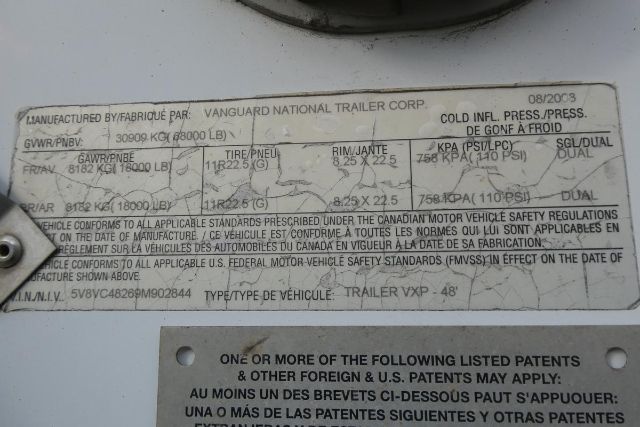 MANUFACTURED BY/FABRIQUÉ PAR: VANGUARD NATIONAL TRAILER CORP. 08/2008
GVWR/PNBV: 30909 KG( 68000 LB) COLD INFL. PRESS./PRESS. DE GONF À FROID
GAWR/PNBE TIRE/PNEU RIM/JANTE KPA (PSI/LPC) SGL/DUAL
FR/AV 8182 KG( 18000 LB) 11R22.5 (G) 8.25 X 22.5 758 KPA( 110 PSI) DUAL
RR/AR 8182 KG( 18000 LB) 11R22.5 (G) 8.25 X 22.5 758 KPA( 110 PSI) DUAL
VEHICLE CONFORMS TO ALL APPLICABLE STANDARDS PRESCRIBED UNDER THE CANADIAN MOTOR VEHICLE SAFETY REGULATIONS
ON THE DATE OF MANUFACTURE / CE VÉHICULE EST CONFORME À TOUTES LES NORMES QUI LUI SONT APPLICABLES EN
RÈGLEMENT SUR LA SÉCURITÉ DES VÉHICULES AUTOMOBILES DU CANADA EN VIGUEUR À LA DATE DE SA FABRICATION.
VEHICLE CONFORMS TO ALL APPLICABLE U.S. FEDERAL MOTOR VEHICLE SAFETY STANDARDS (FMVSS) IN EFFECT ON THE DATE OF
MANUFACTURE SHOWN ABOVE.
V.I.N./N.I.V. 5V8VC48269M902844 TYPE/TYPE DE VÉHICULE: TRAILER VXP - 48'
ONE OR MORE OF THE FOLLOWING LISTED PATENTS
& OTHER FOREIGN & U.S. PATENTS MAY APPLY:
AU MOINS UN DES BREVETS CI-DESSOUS PAUT S'APPUOUER:
UNA O MÁS DE LAS PATENTES SIGUIENTES Y OTRAS PATENTES